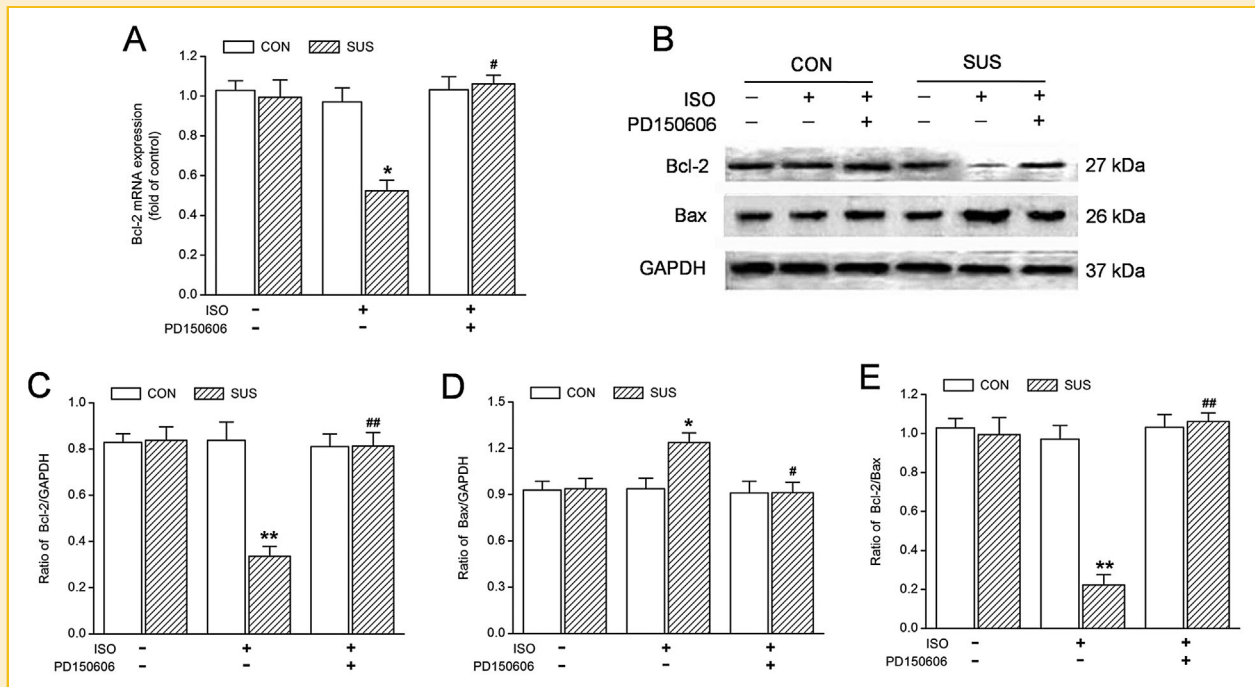 A
CON SUS
Bcl-2 mRNA expression
(fold of control)
1.2
1.0
0.8
0.6
0.4
0.2
0.0
*
#
ISO - + +
PD150606 - - +
B
CON SUS
ISO — + + — + +
PD150606 — — + — — +
Bcl-2 27 kDa
Bax 26 kDa
GAPDH 37 kDa
C
CON SUS
Ratio of Bcl-2/GAPDH
1.0
0.8
0.6
0.4
0.2
0.0
**
##
ISO - + +
PD150606 - - +
D
CON SUS
Ratio of Bax/GAPDH
1.5
1.2
0.9
0.6
0.3
0.0
*
#
ISO - + +
PD150606 - - +
E
CON SUS
Ratio of Bcl-2/Bax
1.2
1.0
0.8
0.6
0.4
0.2
0.0
**
##
ISO - + +
PD150606 - - +